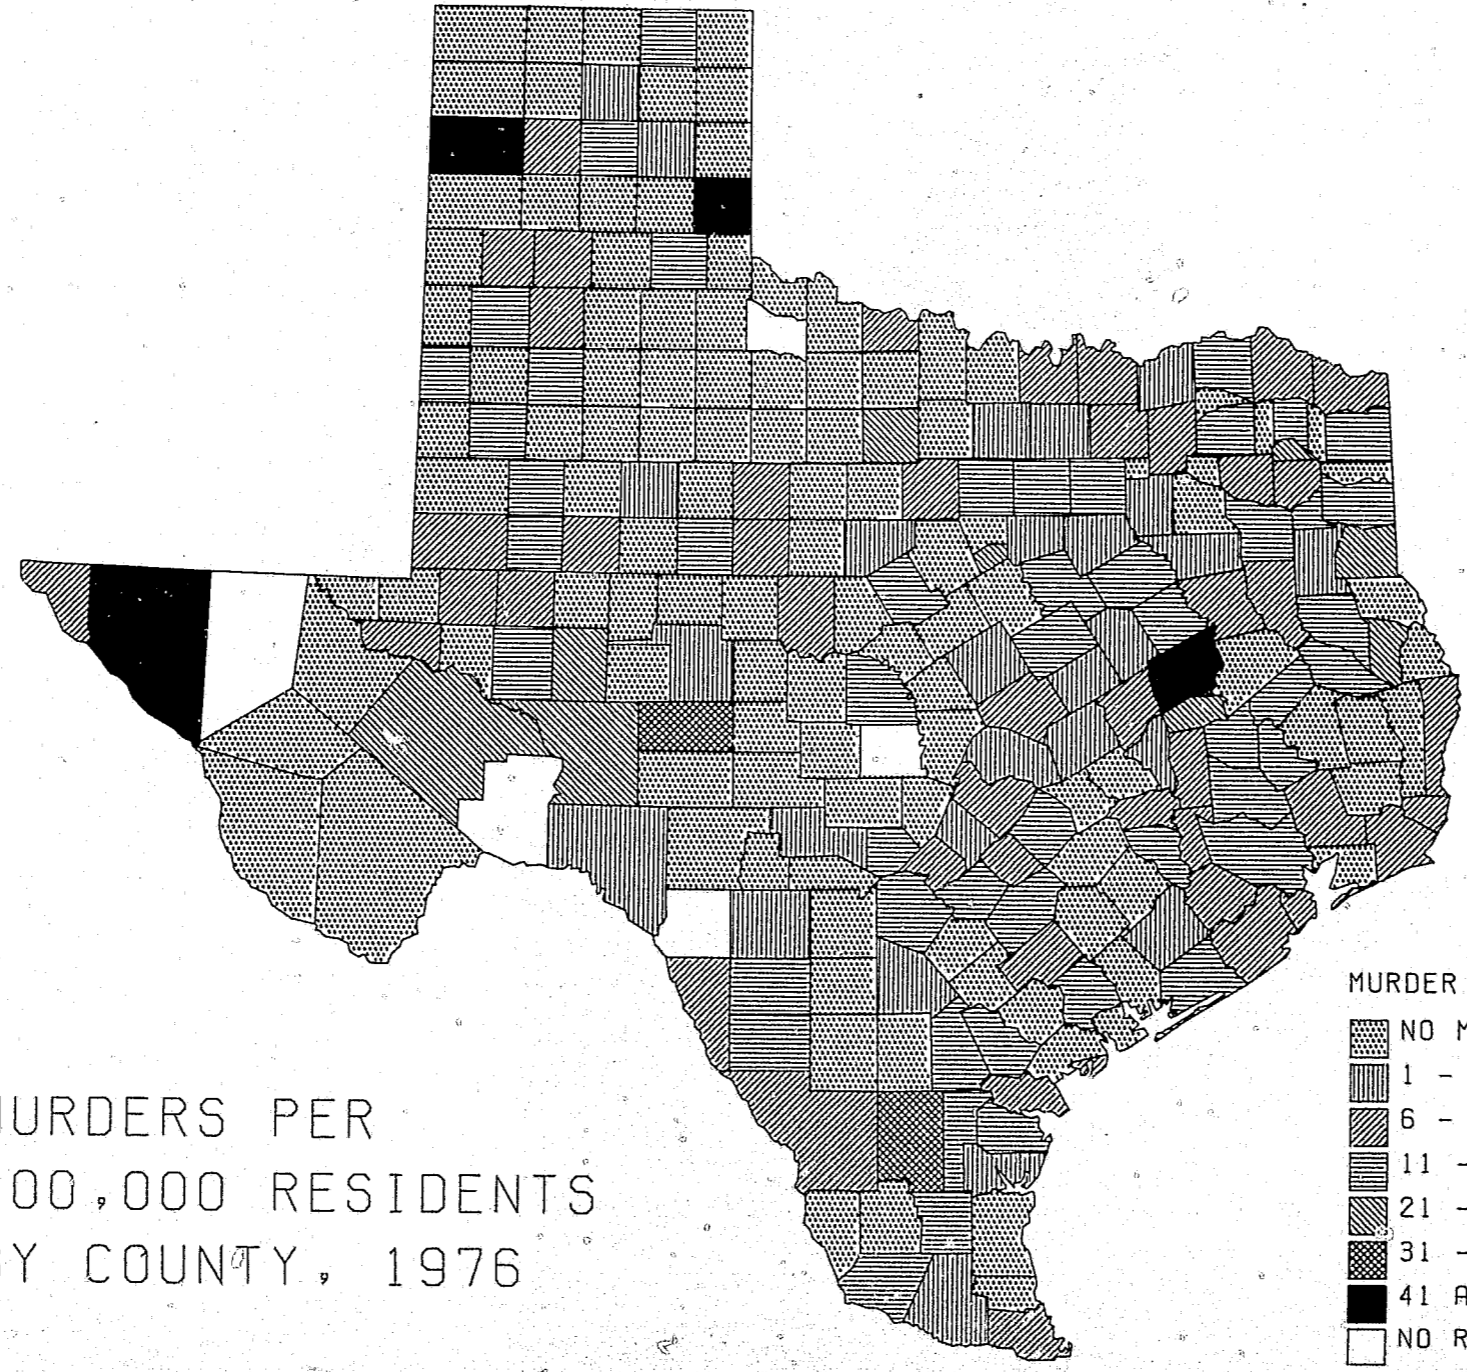 URDERS PER
00,000 RESIDENTS
Y COUNTY, 1976
MURDER
NO M
1 -
6 -
11 -
21 -
31 -
41 A
NO R